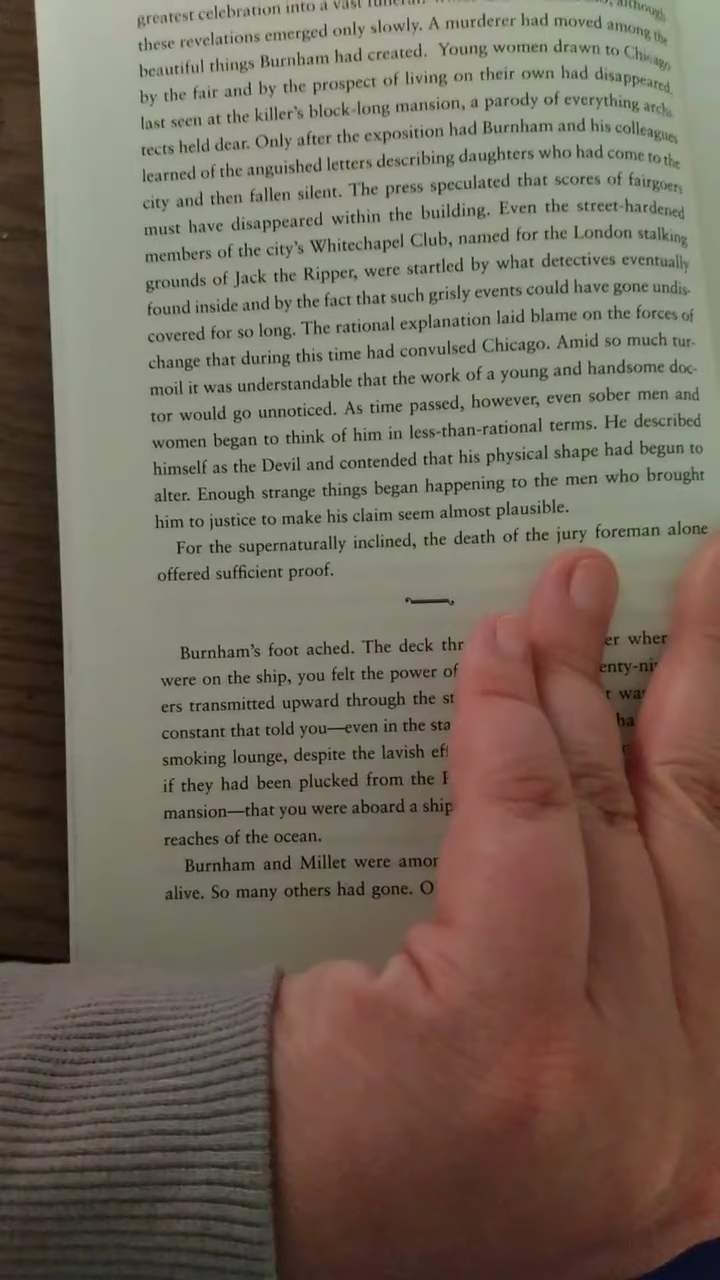 greatest celebration into a vast although
these revelations emerged only slowly. A murderer had moved among the
beautiful things Burnham had created. Young women drawn to Chicago
by the fair and by the prospect of living on their own had disappeared,
last seen at the killer's block-long mansion, a parody of everything archi-
tects held dear. Only after the exposition had Burnham and his colleagues
learned of the anguished letters describing daughters who had come to the
city and then fallen silent. The press speculated that scores of fairgoers
must have disappeared within the building. Even the street-hardened
members of the city's Whitechapel Club, named for the London stalking
grounds of Jack the Ripper, were startled by what detectives eventually
found inside and by the fact that such grisly events could have gone undis-
covered for so long. The rational explanation laid blame on the forces of
change that during this time had convulsed Chicago. Amid so much tur-
moil it was understandable that the work of a young and handsome doc-
tor would go unnoticed. As time passed, however, even sober men and
women began to think of him in less-than-rational terms. He described
himself as the Devil and contended that his physical shape had begun to
alter. Enough strange things began happening to the men who brought
him to justice to make his claim seem almost plausible.
For the supernaturally inclined, the death of the jury foreman alone
offered sufficient proof.
Burnham's foot ached. The deck thr er wher
were on the ship, you felt the power of enty-ni
ers transmitted upward through the st t wa
constant that told you—even in the sta ba
smoking lounge, despite the lavish ef
if they had been plucked from the
mansion—that you were aboard a ship
reaches of the ocean.
Burnham and Millet were amor
alive. So many others had gone. O